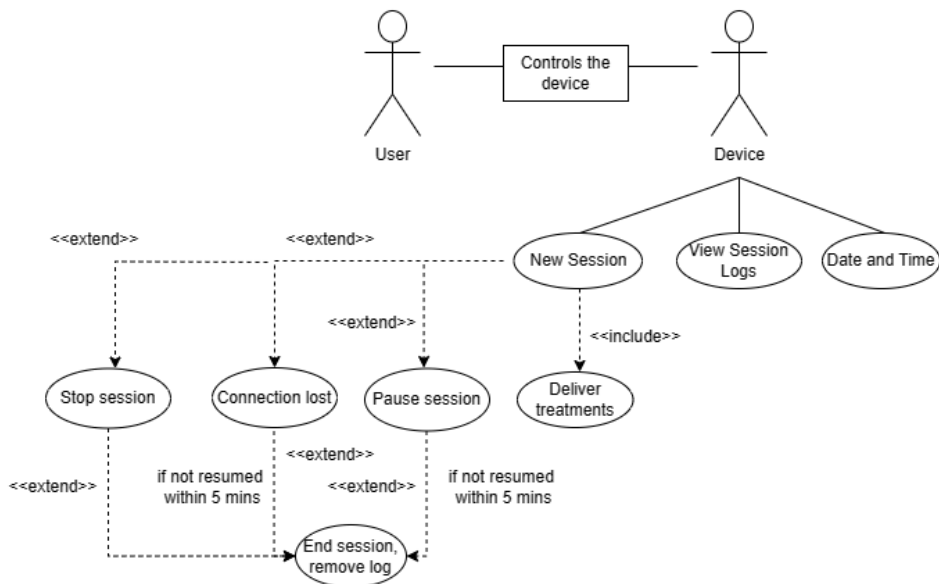 Controls the
device
User
Device
<<extend>>
<<extend>>
New Session
View Session
Logs
Date and Time
<<extend>>
<<include>>
Stop session
Connection lost
Pause session
Deliver
treatments
<<extend>>
if not resumed
within 5 mins
<<extend>>
<<extend>>
if not resumed
within 5 mins
End session,
remove log